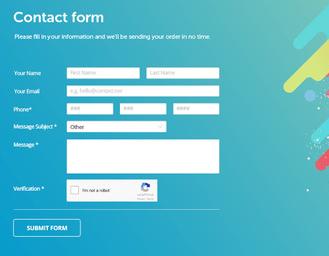 Contact form
Please fill in your information and we'll be sending your order in no time.
Your Name
First Name
Last Name
Your Email
e.g. hello@contact.me
Phone*
###
###
####
Message Subject *
Other
Message *
Verification *
I'm not a robot
reCAPTCHA
SUBMIT FORM